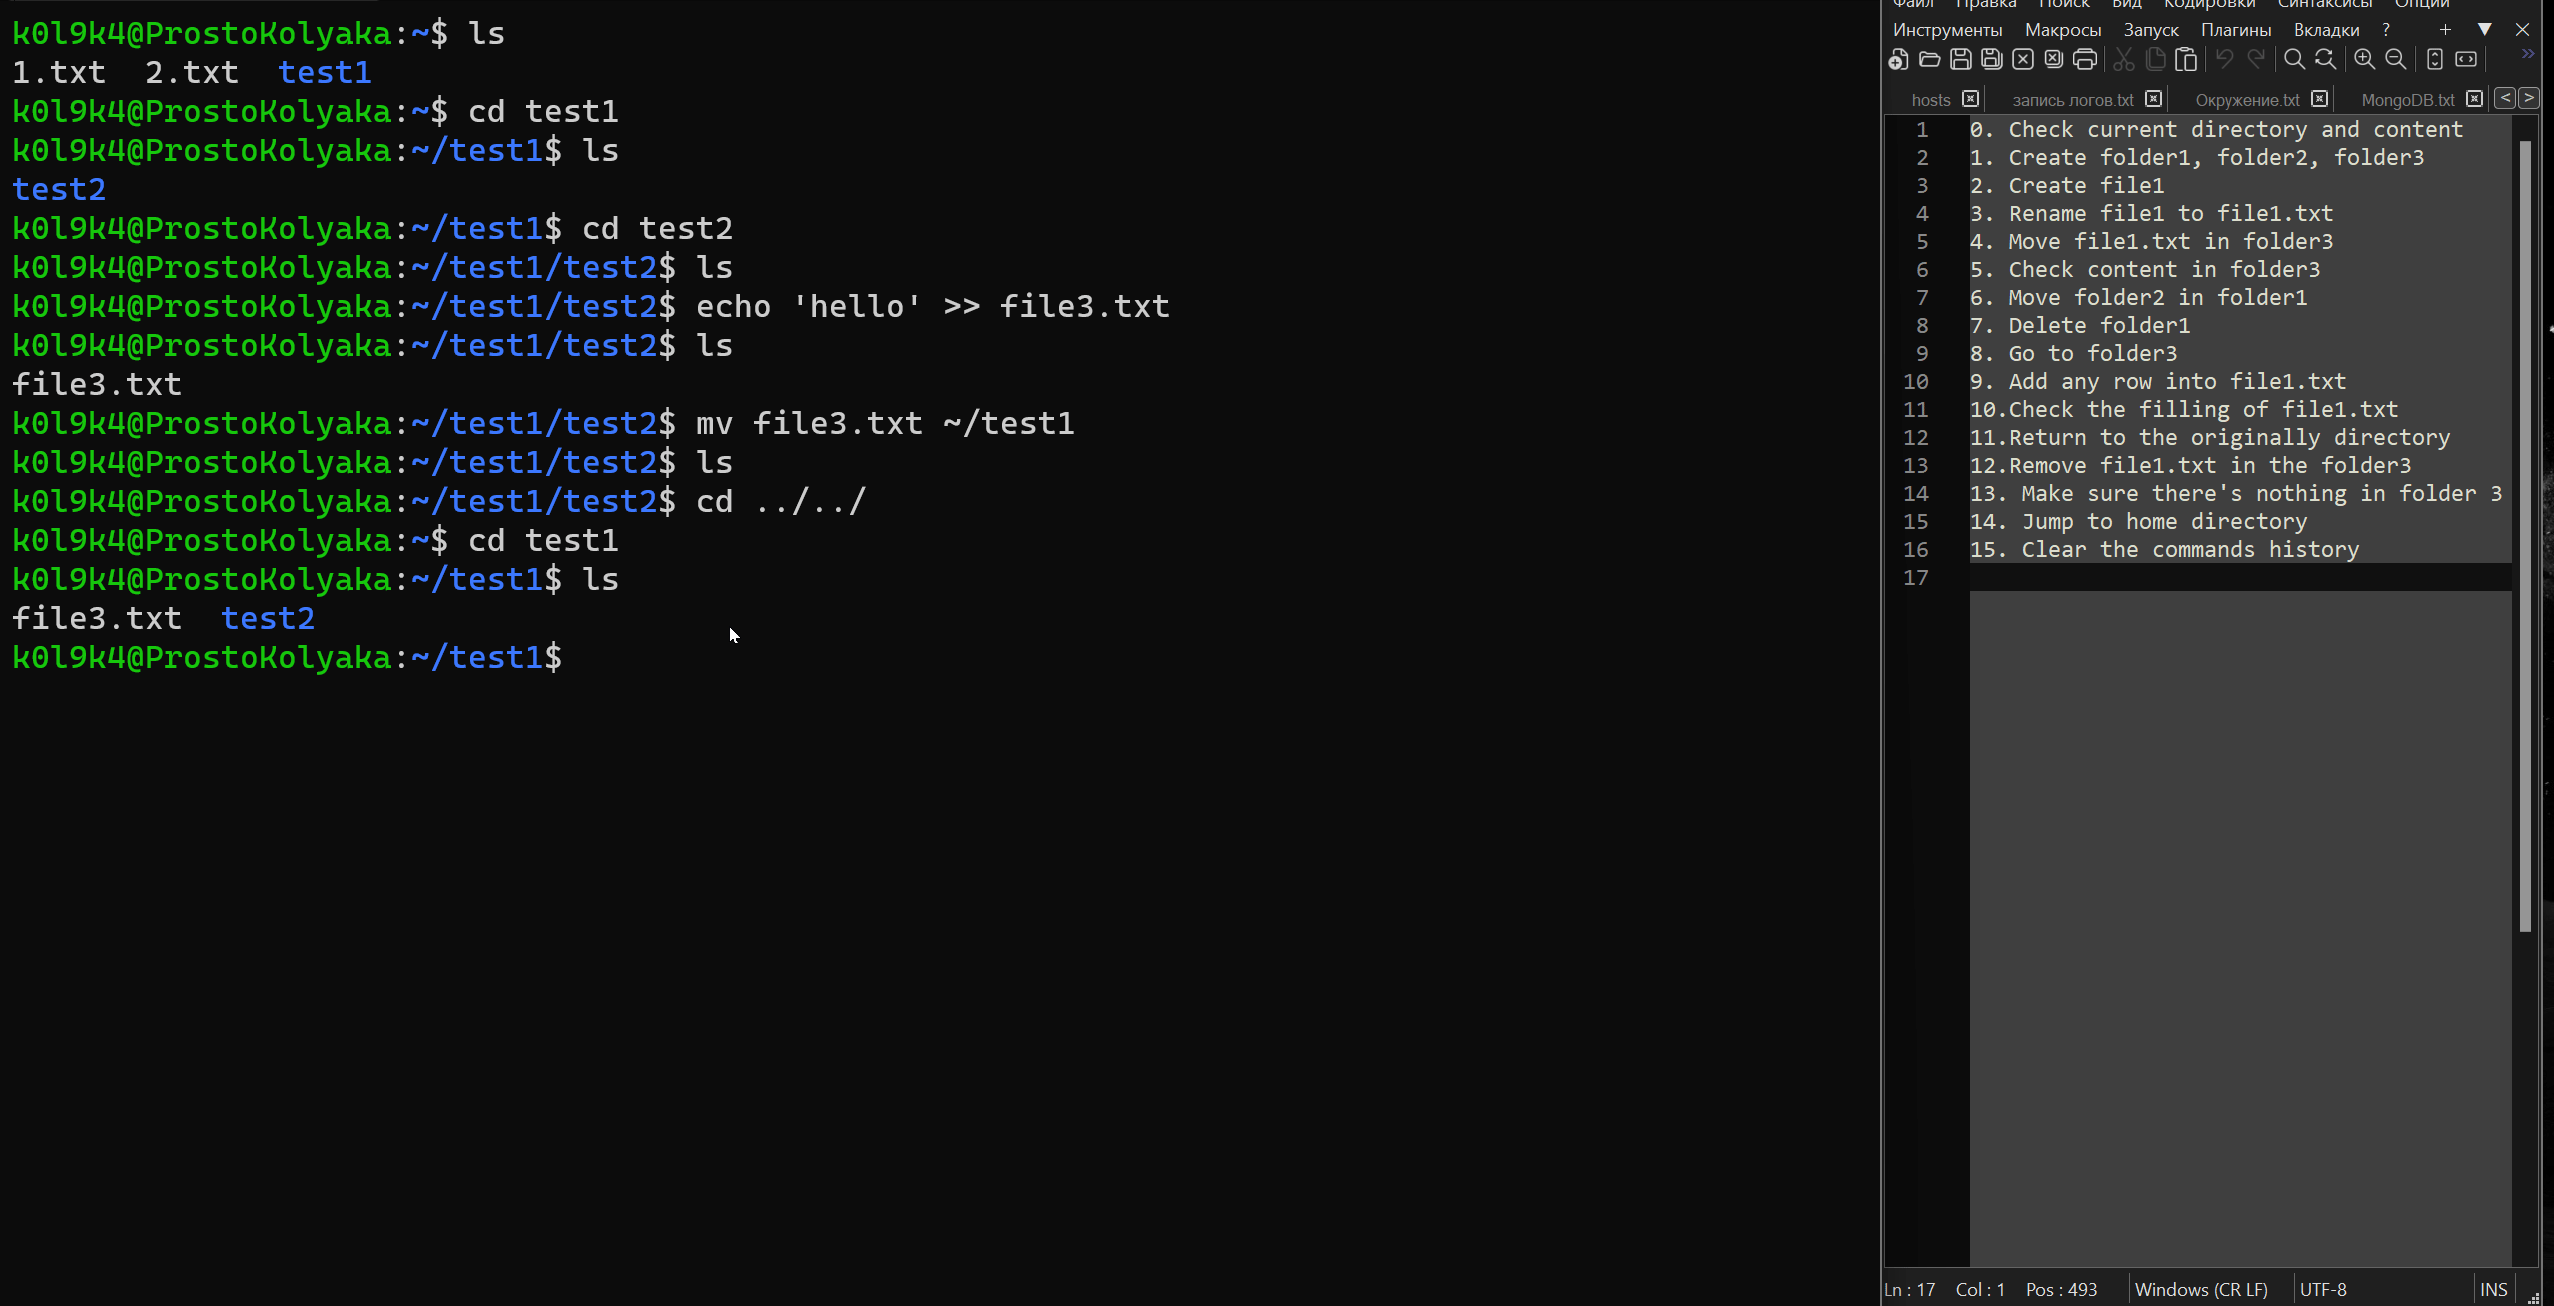 k0l9k4@ProstoKolyaka:~$ ls
1.txt  2.txt  test1
k0l9k4@ProstoKolyaka:~$ cd test1
k0l9k4@ProstoKolyaka:~/test1$ ls
test2
k0l9k4@ProstoKolyaka:~/test1$ cd test2
k0l9k4@ProstoKolyaka:~/test1/test2$ ls
k0l9k4@ProstoKolyaka:~/test1/test2$ echo 'hello' >> file3.txt
k0l9k4@ProstoKolyaka:~/test1/test2$ ls
file3.txt
k0l9k4@ProstoKolyaka:~/test1/test2$ mv file3.txt ~/test1
k0l9k4@ProstoKolyaka:~/test1/test2$ ls
k0l9k4@ProstoKolyaka:~/test1/test2$ cd ../../
k0l9k4@ProstoKolyaka:~$ cd test1
k0l9k4@ProstoKolyaka:~/test1$ ls
file3.txt  test2
k0l9k4@ProstoKolyaka:~/test1$
Файл Правка Поиск Вид Кодировки Синтаксисы Опции
Инструменты Макросы Запуск Плагины Вкладки ? + ▼ ×
hosts запись логов.txt Окружение.txt MongoDB.txt
1 0. Check current directory and content
2 1. Create folder1, folder2, folder3
3 2. Create file1
4 3. Rename file1 to file1.txt
5 4. Move file1.txt in folder3
6 5. Check content in folder3
7 6. Move folder2 in folder1
8 7. Delete folder1
9 8. Go to folder3
10 9. Add any row into file1.txt
11 10.Check the filling of file1.txt
12 11.Return to the originally directory
13 12.Remove file1.txt in the folder3
14 13. Make sure there's nothing in folder 3
15 14. Jump to home directory
16 15. Clear the commands history
17
Ln : 17 Col : 1 Pos : 493 Windows (CR LF) UTF-8 INS